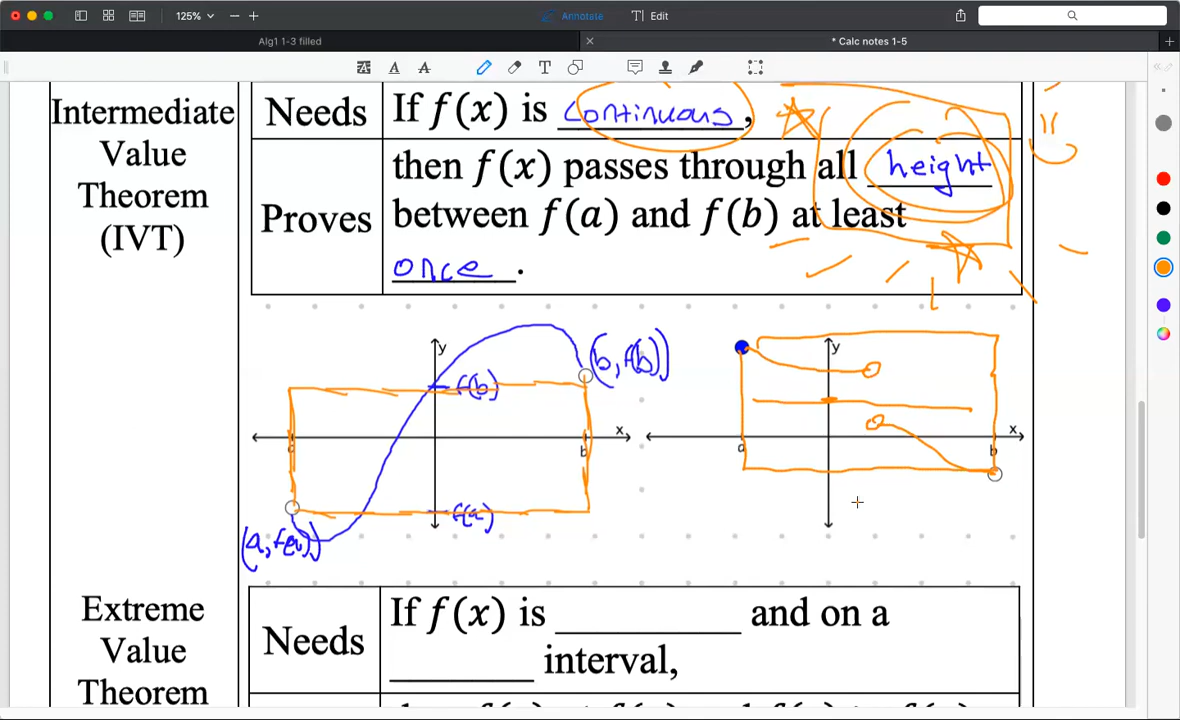 125%
Annotate
T| Edit
Alg1 1-3 filled
* Calc notes 1-5
Intermediate
Value
Theorem
(IVT)
Needs
If f(x) is continuous,
Proves
then f(x) passes through all height
between f(a) and f(b) at least
once.
y
f(b)
(b, f(b))
x
a
b
f(a)
(a, f(a))
y
x
a
b
Extreme
Value
Theorem
Needs
If f(x) is __________ and on a
________ interval,